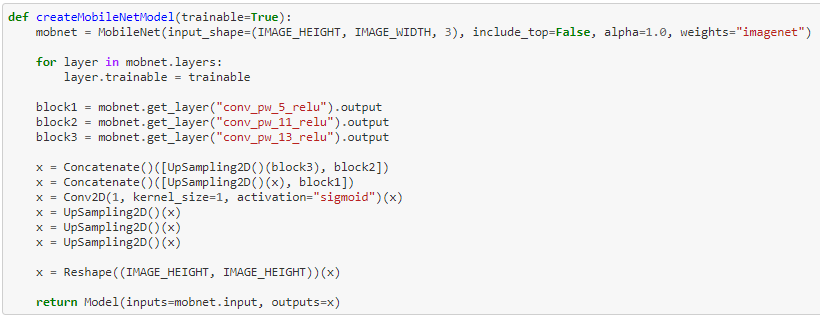 def createMobileNetModel(trainable=True):
    mobnet = MobileNet(input_shape=(IMAGE_HEIGHT, IMAGE_WIDTH, 3), include_top=False, alpha=1.0, weights="imagenet")
    for layer in mobnet.layers:
        layer.trainable = trainable
    block1 = mobnet.get_layer("conv_pw_5_relu").output
    block2 = mobnet.get_layer("conv_pw_11_relu").output
    block3 = mobnet.get_layer("conv_pw_13_relu").output
    x = Concatenate()([UpSampling2D()(block3), block2])
    x = Concatenate()([UpSampling2D()(x), block1])
    x = Conv2D(1, kernel_size=1, activation="sigmoid")(x)
    x = UpSampling2D()(x)
    x = UpSampling2D()(x)
    x = UpSampling2D()(x)
    x = Reshape((IMAGE_HEIGHT, IMAGE_HEIGHT))(x)
    return Model(inputs=mobnet.input, outputs=x)